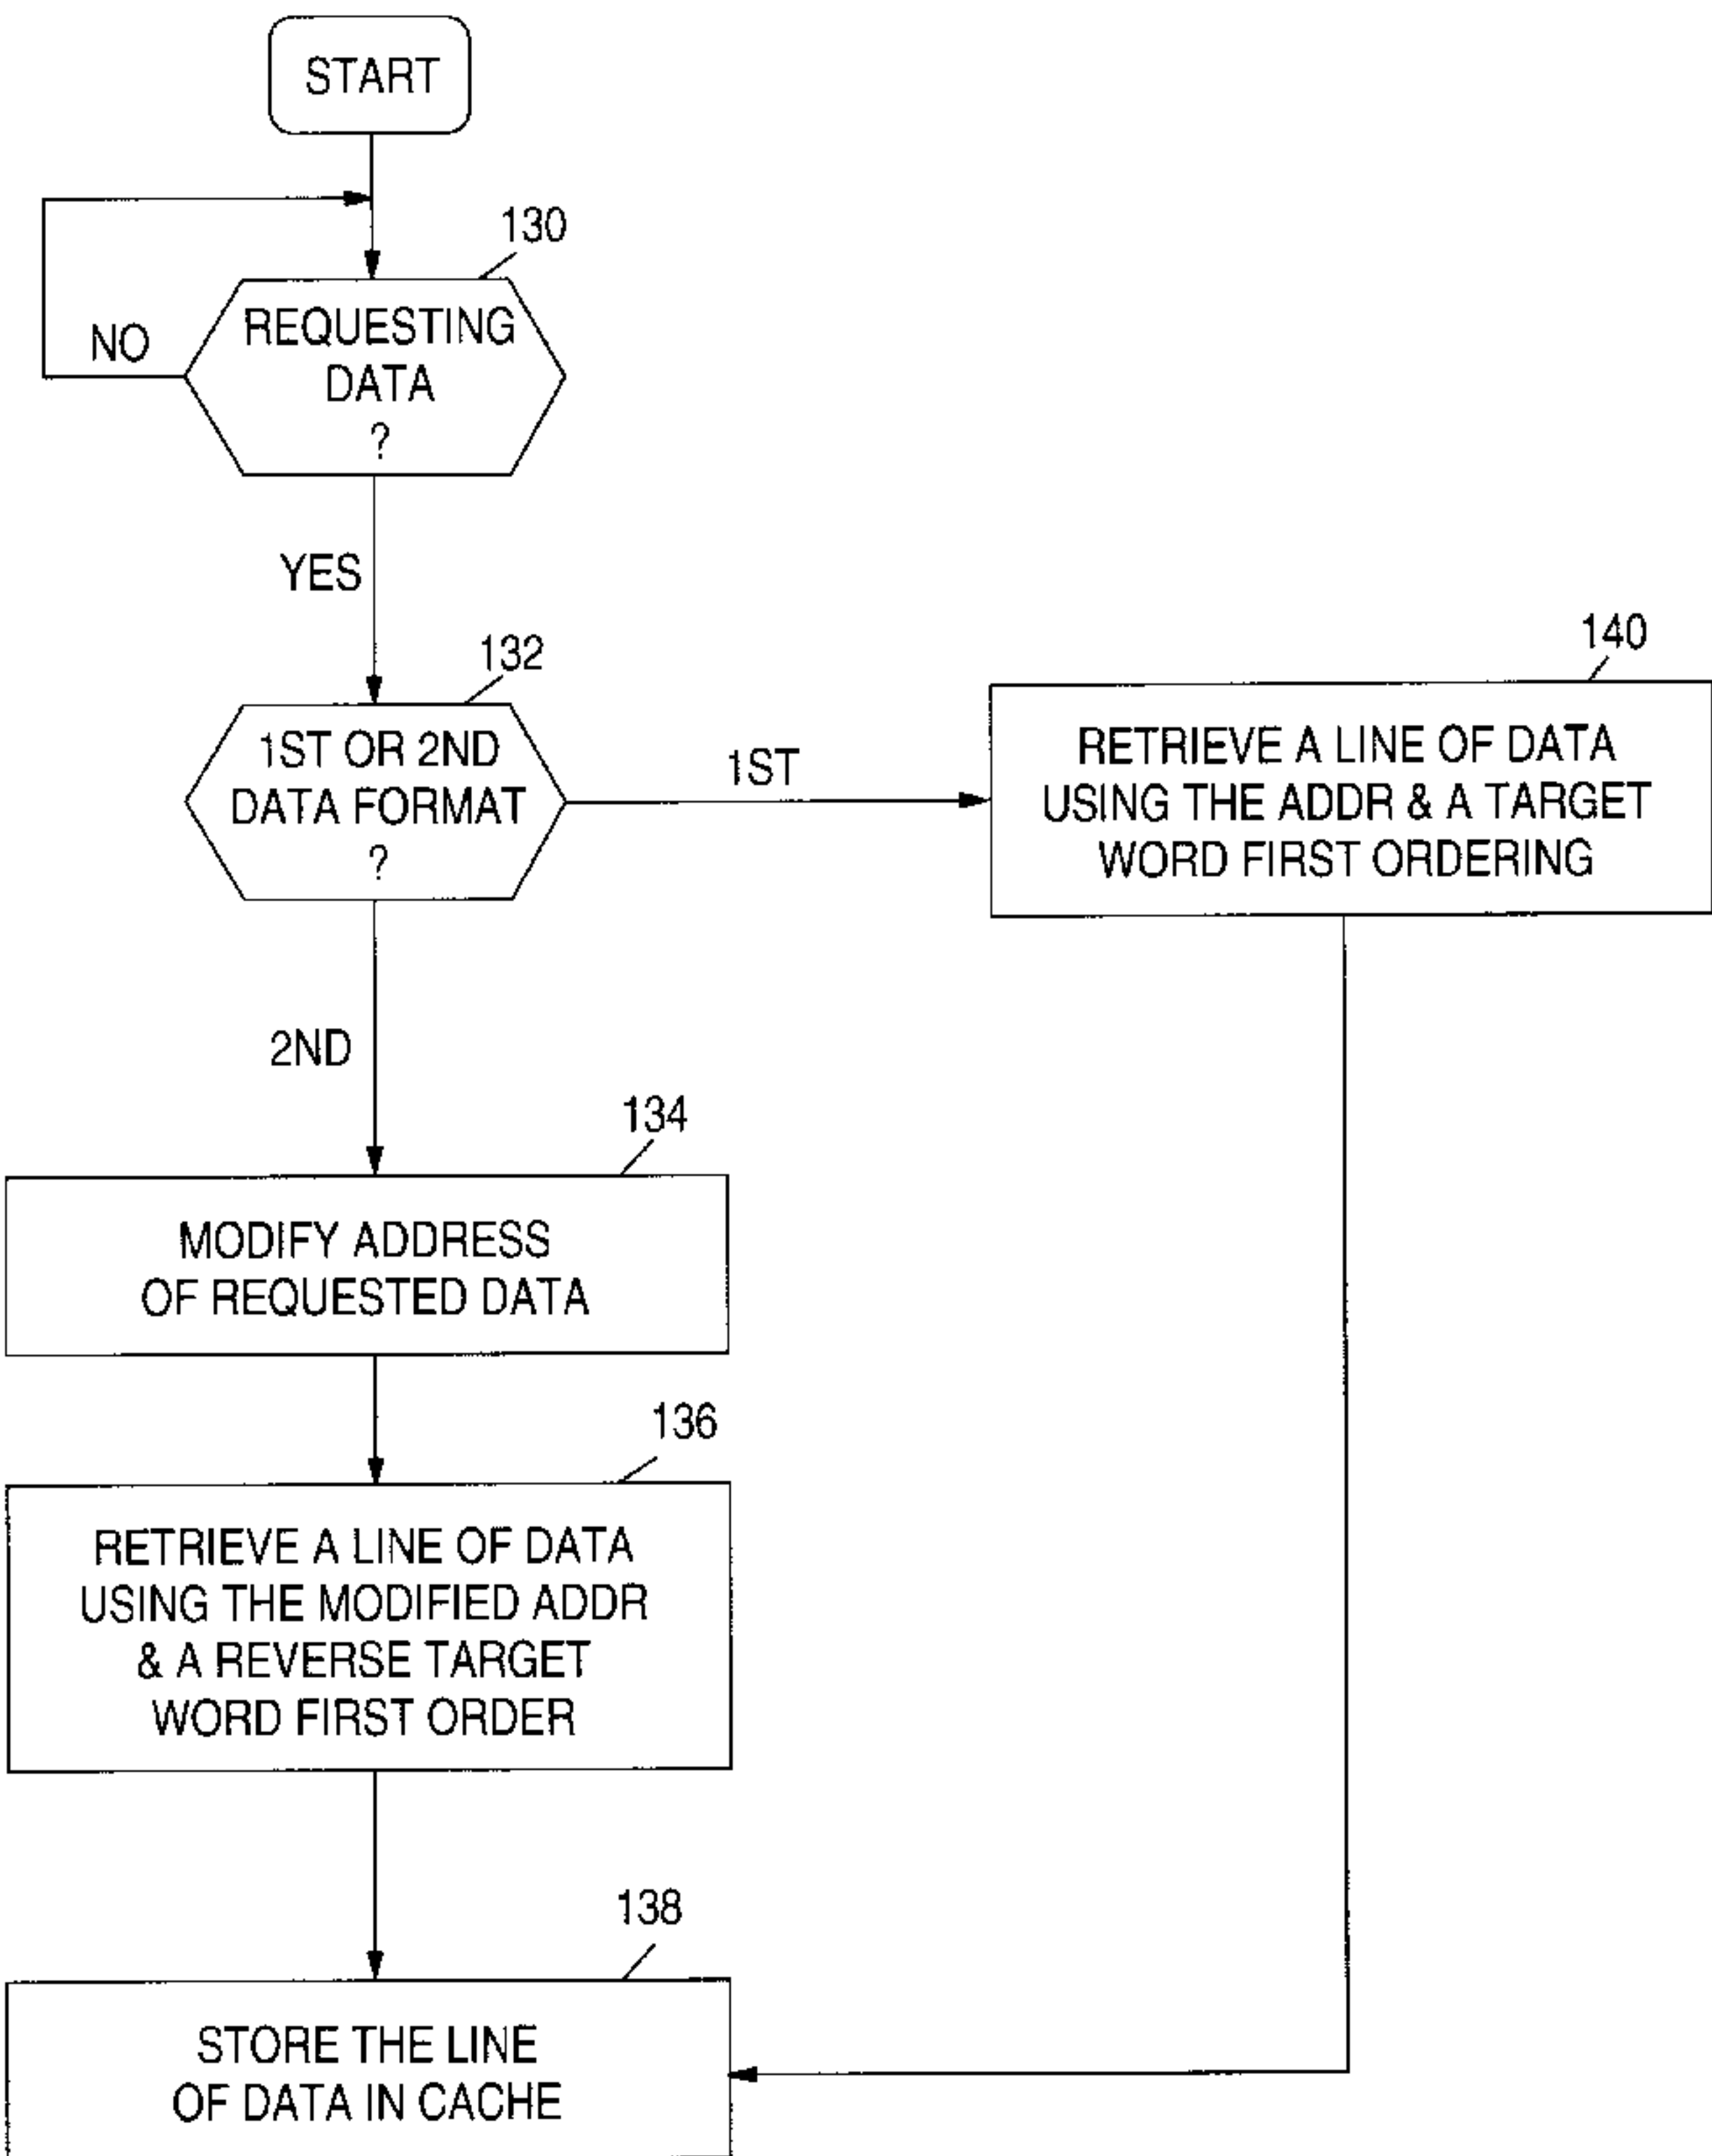 START
130
REQUESTING
DATA
?
NO
YES
132
1ST OR 2ND
DATA FORMAT
?
1ST
140
RETRIEVE A LINE OF DATA
USING THE ADDR & A TARGET
WORD FIRST ORDERING
2ND
134
MODIFY ADDRESS
OF REQUESTED DATA
136
RETRIEVE A LINE OF DATA
USING THE MODIFIED ADDR
& A REVERSE TARGET
WORD FIRST ORDER
138
STORE THE LINE
OF DATA IN CACHE